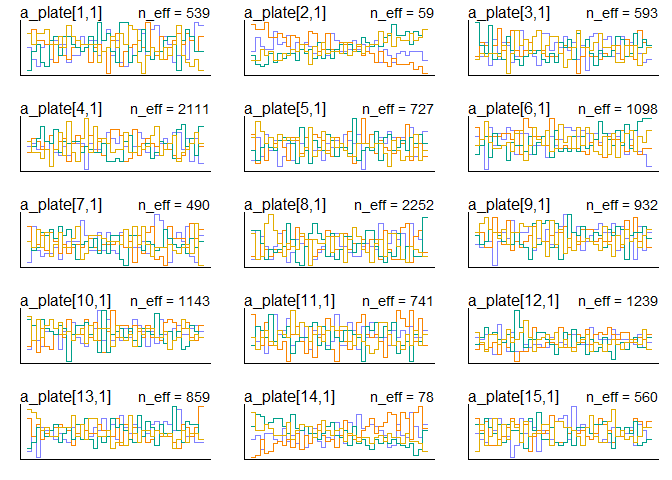 a_plate[1,1] n_eff = 539 a_plate[2,1] n_eff = 59 a_plate[3,1] n_eff = 593
a_plate[4,1] n_eff = 2111 a_plate[5,1] n_eff = 727 a_plate[6,1] n_eff = 1098
a_plate[7,1] n_eff = 490 a_plate[8,1] n_eff = 2252 a_plate[9,1] n_eff = 932
a_plate[10,1] n_eff = 1143 a_plate[11,1] n_eff = 741 a_plate[12,1] n_eff = 1239
a_plate[13,1] n_eff = 859 a_plate[14,1] n_eff = 78 a_plate[15,1] n_eff = 560